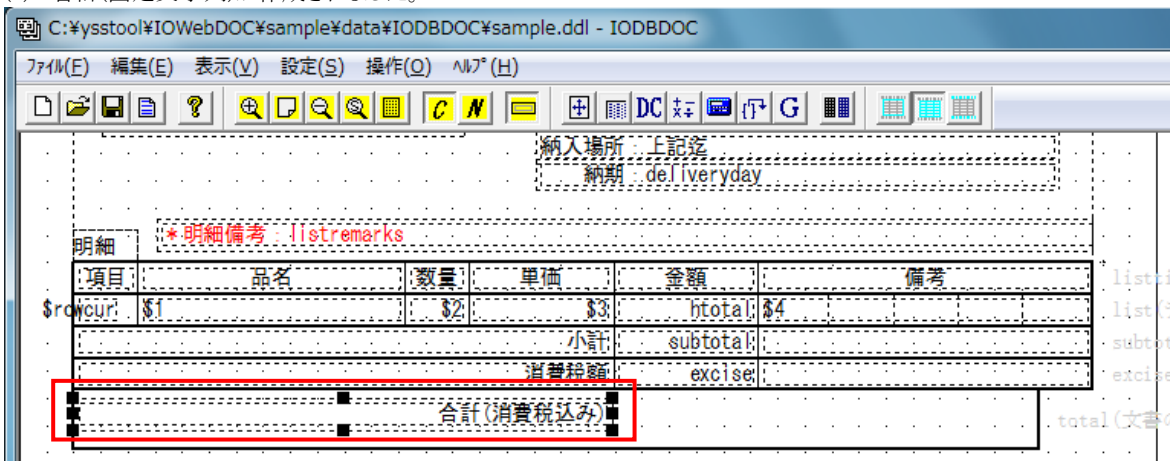 C:¥ysstool¥IOWebDOC¥sample¥data¥IODBDOC¥sample.ddl - IODBDOC
ファイル(F) 編集(E) 表示(V) 設定(S) 操作(O) ヘルプ(H)
C N DC G
納入場所 : 上記迄
納期 : deliveryday
*明細備考 : listremarks
明細
項目 品名 数量 単価 金額 備考
$rowcur $1 $2 $3 htotal $4
list(
小計 subtotal
消費税額 excise excise
合計(消費税込み)
total(文書の